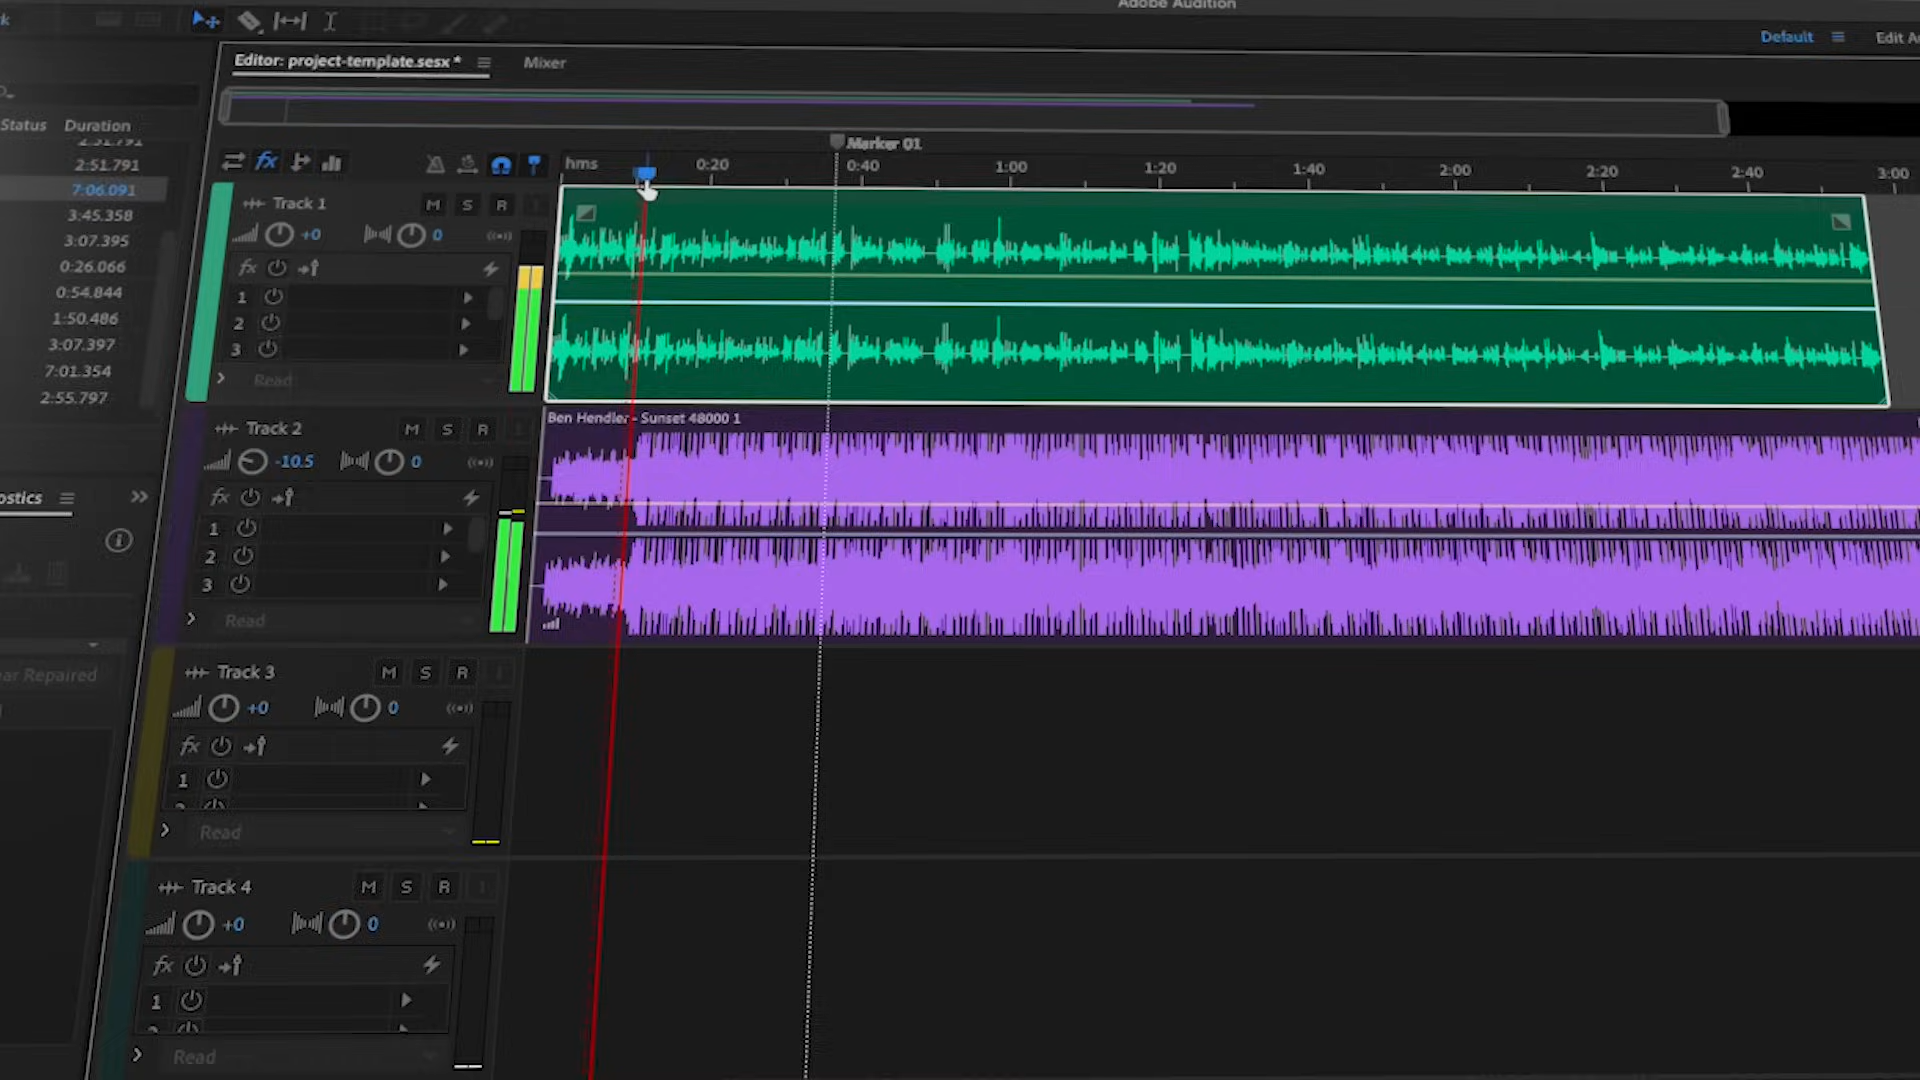 Adobe Audition
Default
Editor: project-template.sesx *
Mixer
Status Duration
2:51.791
2:51.791
7:06.091
3:45.358
3:07.395
0:26.066
0:54.844
1:50.486
3:07.397
7:01.354
2:55.797
Marker 01
hms 0:20 0:40 1:00 1:20 1:40 2:00 2:20 2:40 3:00
Track 1 M S R
+0 0
fx
1
2
3
Read
Ben Hendler - Sunset 48000 1
Track 2 M S R
-10.5 0
fx
1
2
3
Read
Repaired
Track 3 M S R
+0 0
fx
1
2
Read
Track 4 M S R
+0 0
fx
1
2
Read